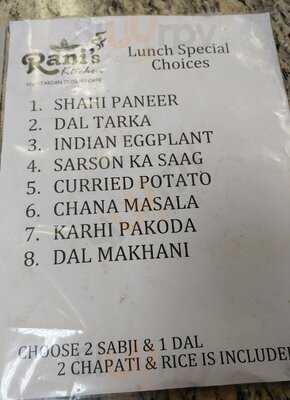 Rani's
Kitchen
Lunch Special
Choices
1. SHAHI PANEER
2. DAL TARKA
3. INDIAN EGGPLANT
4. SARSON KA SAAG
5. CURRIED POTATO
6. CHANA MASALA
7. KARHI PAKODA
8. DAL MAKHANI
CHOOSE 2 SABJI & 1 DAL
2 CHAPATI & RICE IS INCLUDE